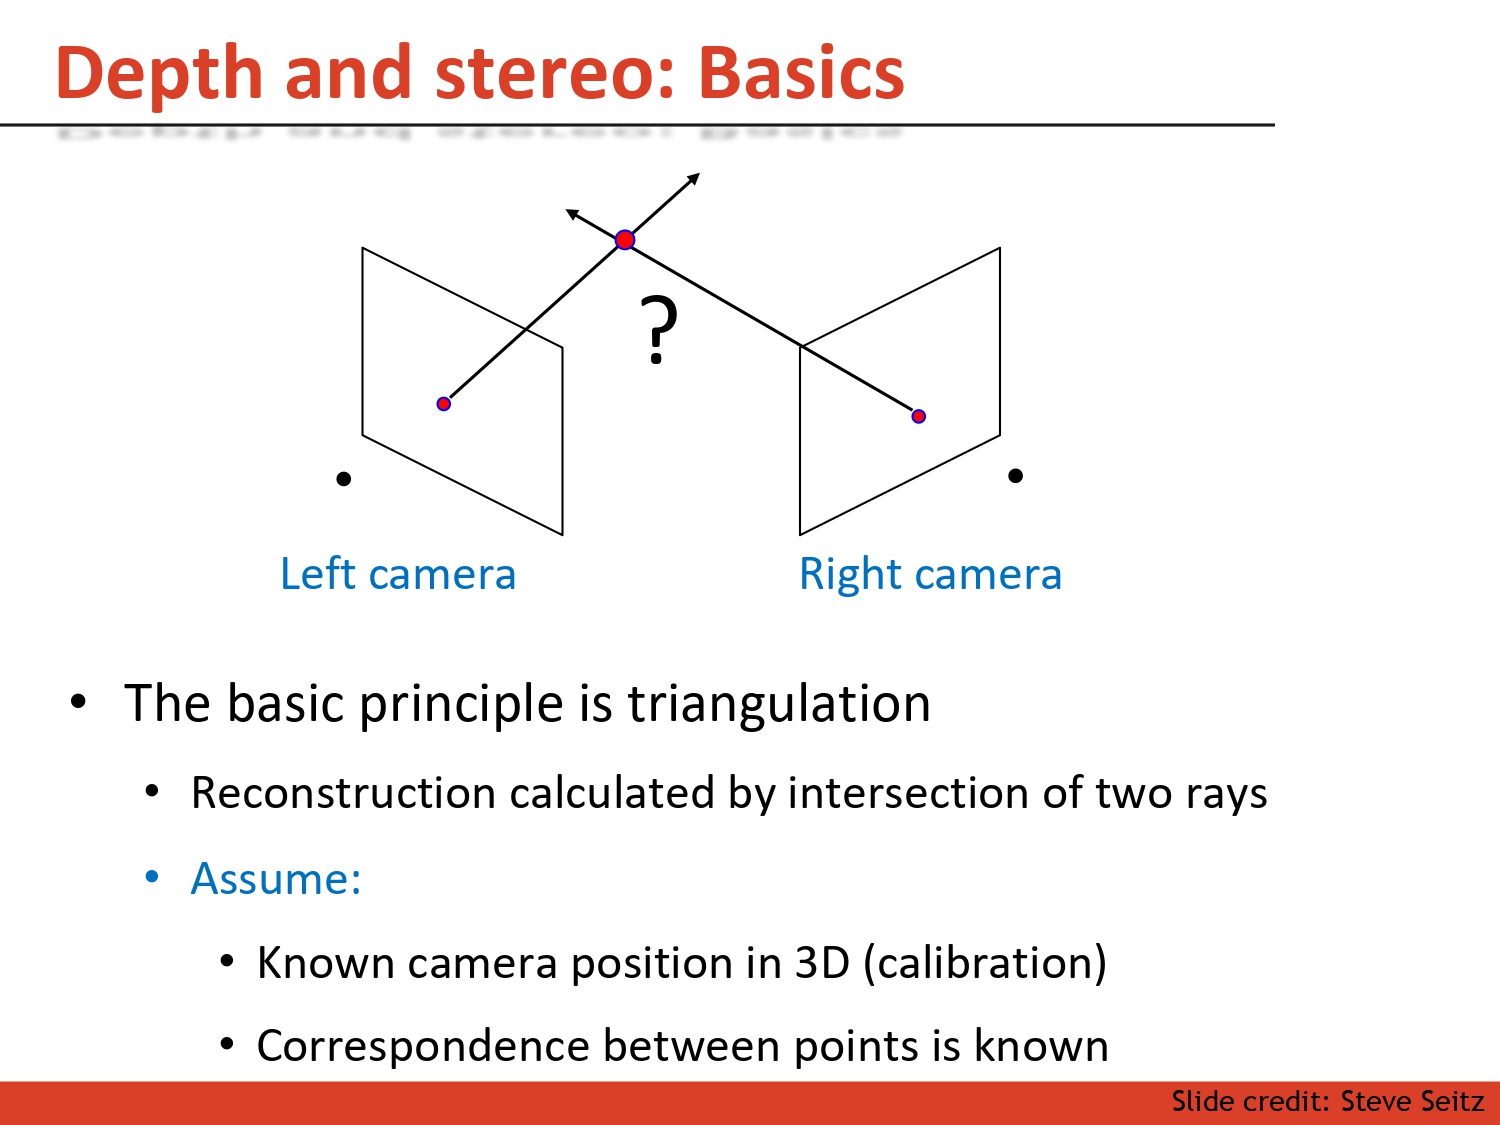 Depth and stereo: Basics
?
Left camera
Right camera
• The basic principle is triangulation
• Reconstruction calculated by intersection of two rays
• Assume:
• Known camera position in 3D (calibration)
• Correspondence between points is known
Slide credit: Steve Seitz